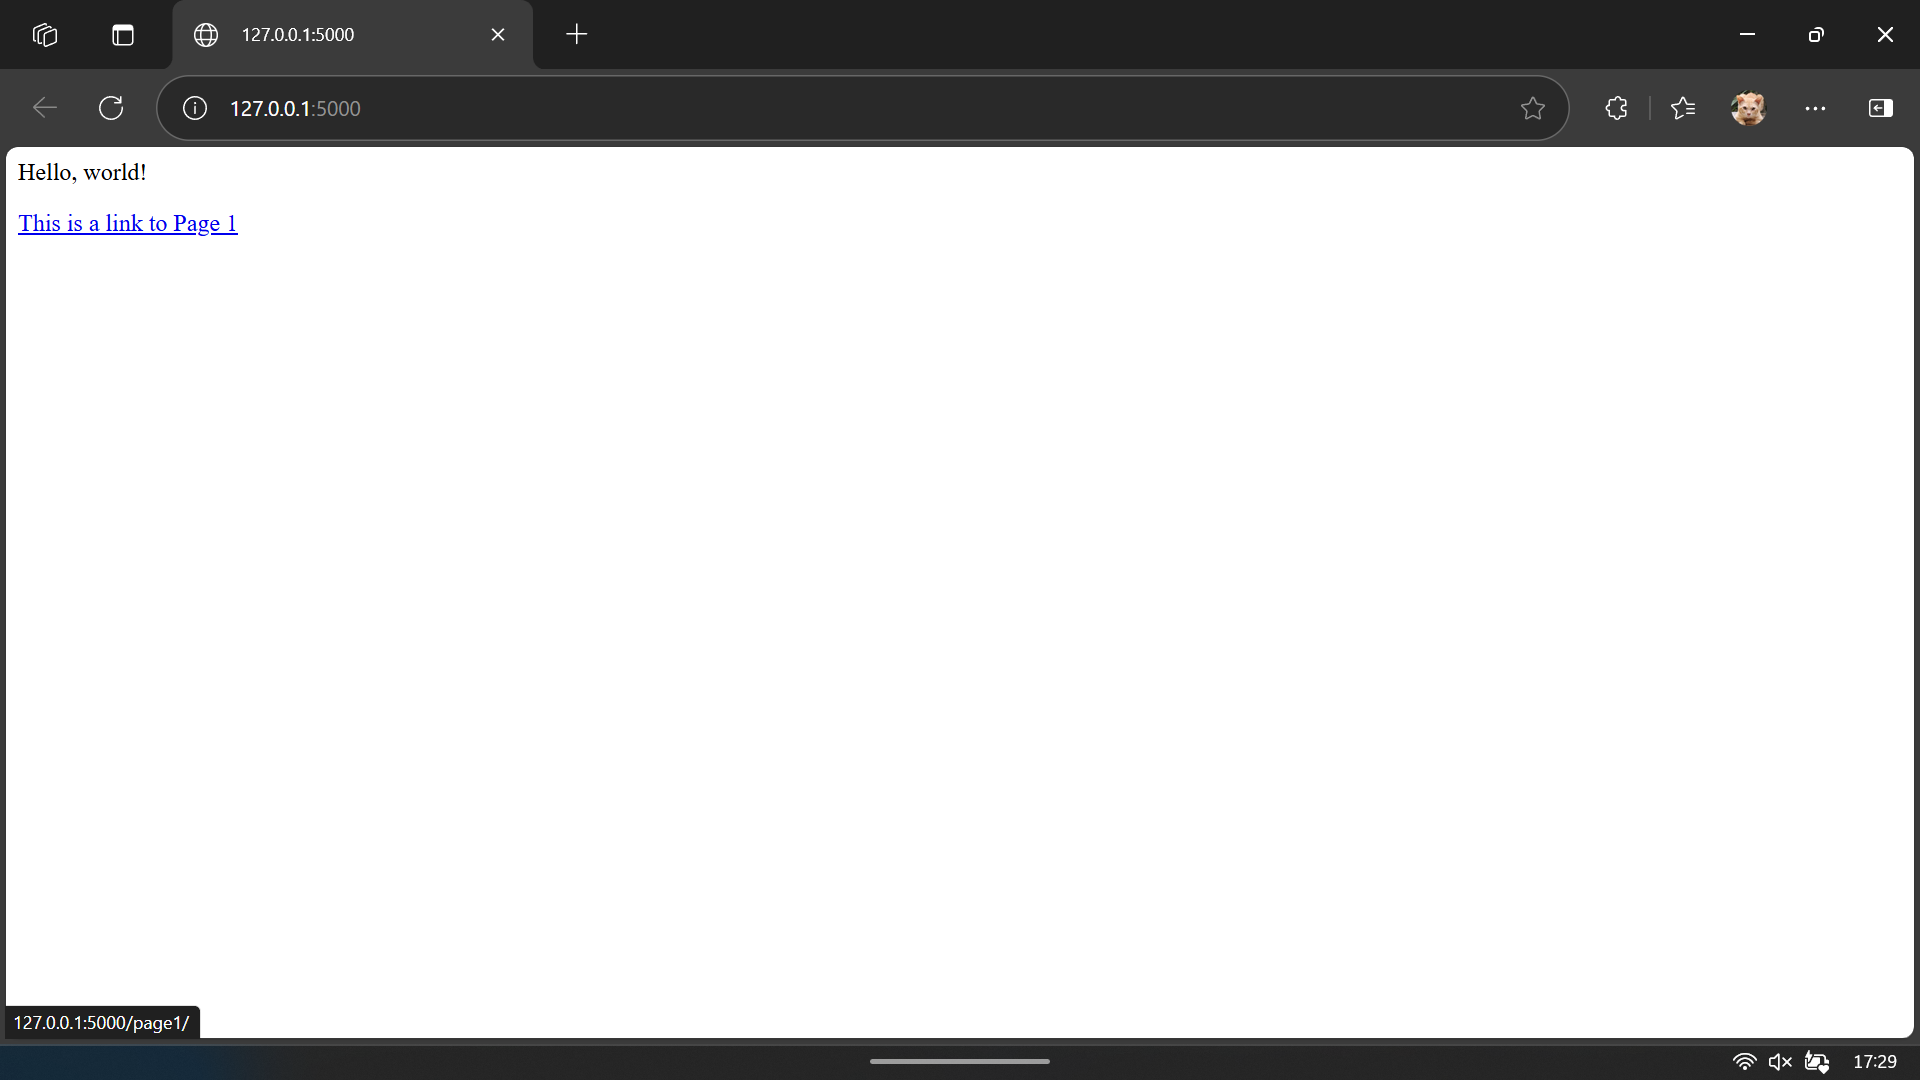 127.0.0.1:5000
127.0.0.1:5000
Hello, world!
This is a link to Page 1
127.0.0.1:5000/page1/
17:29